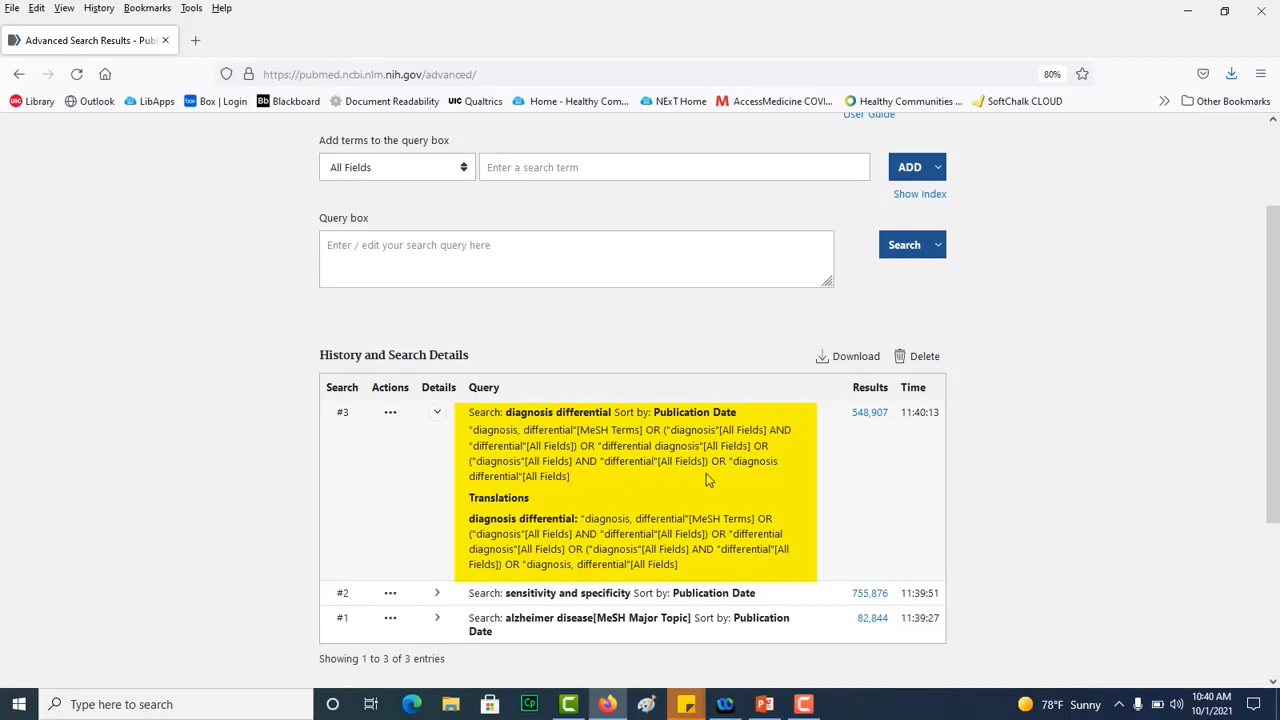 File Edit View History Bookmarks Tools Help
Advanced Search Results - Pub
https://pubmed.ncbi.nlm.nih.gov/advanced/ 80%
UIC Library Outlook LibApps box Box | Login Bb Blackboard Document Readability UIC Qualtrics Home - Healthy Com... NExT Home M AccessMedicine COVI... Healthy Communities ... SoftChalk CLOUD Other Bookmarks
User Guide
Add terms to the query box
All Fields Enter a search term ADD
Show Index
Query box
Enter / edit your search query here Search
History and Search Details Download Delete
Search Actions Details Query Results Time
#3 ... Search: diagnosis differential Sort by: Publication Date 548,907 11:40:13
"diagnosis, differential"[MeSH Terms] OR ("diagnosis"[All Fields] AND
"differential"[All Fields]) OR "differential diagnosis"[All Fields] OR
("diagnosis"[All Fields] AND "differential"[All Fields]) OR "diagnosis
differential"[All Fields]
Translations
diagnosis differential: "diagnosis, differential"[MeSH Terms] OR
("diagnosis"[All Fields] AND "differential"[All Fields]) OR "differential
diagnosis"[All Fields] OR ("diagnosis"[All Fields] AND "differential"[All
Fields]) OR "diagnosis, differential"[All Fields]
#2 ... Search: sensitivity and specificity Sort by: Publication Date 755,876 11:39:51
#1 ... Search: alzheimer disease[MeSH Major Topic] Sort by: Publication 82,844 11:39:27
Date
Showing 1 to 3 of 3 entries
Type here to search Cp 78°F Sunny 10:40 AM
10/1/2021